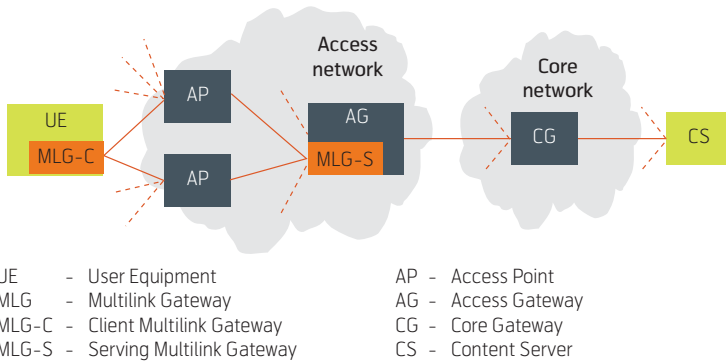 Access
network
Core
network
UE
MLG-C
AP
AP
AG
MLG-S
CG
CS
UE - User Equipment
MLG - Multilink Gateway
MLG-C - Client Multilink Gateway
MLG-S - Serving Multilink Gateway
AP - Access Point
AG - Access Gateway
CG - Core Gateway
CS - Content Server